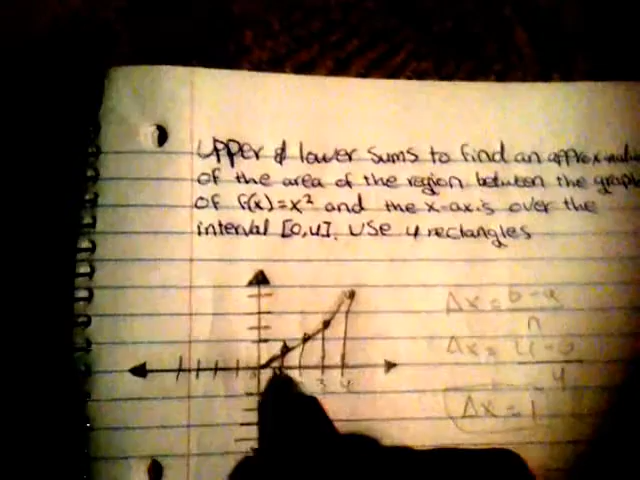 Upper & lower sums to find an approximation
of the area of the region between the graph
of f(x)=x² and the x-axis over the
interval [0,4]. Use 4 rectangles
Δx = b-a
n
Δx = 4-0
4
Δx = 1
3 4